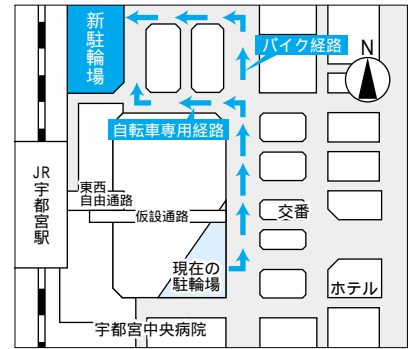 新
駐
輪
場
バイク経路
N
自転車専用経路
JR
宇
都
宮
駅
東西
自由通路
仮設通路
交番
現在の
駐輪場
ホテル
宇都宮中央病院